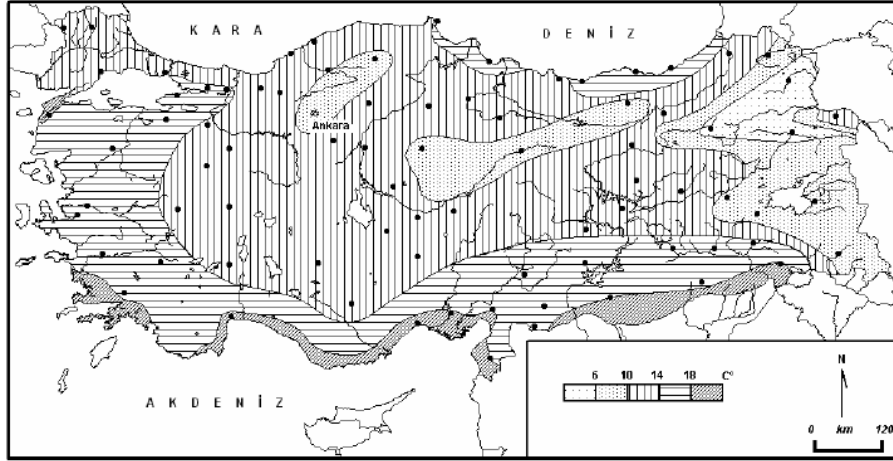 K A R A
D E N İ Z
Ankara
A K D E N İ Z
6 10 14 18 C°
N
0 km 120